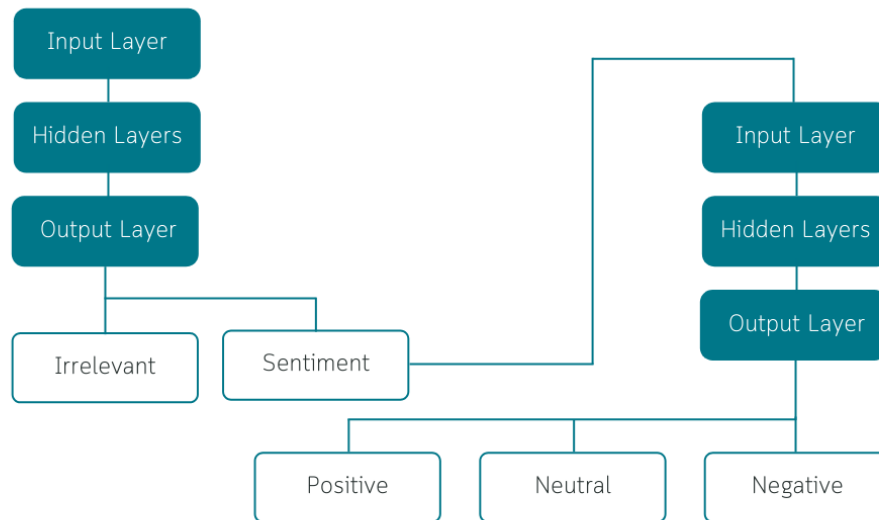 Input Layer
Hidden Layers
Output Layer
Irrelevant
Sentiment
Input Layer
Hidden Layers
Output Layer
Positive
Neutral
Negative